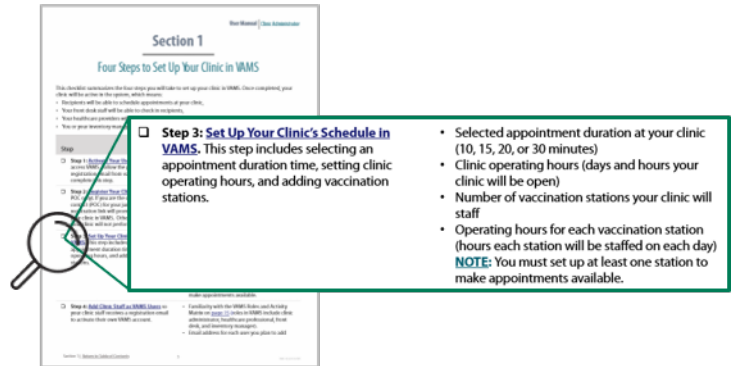 User Manual | Clinic Administrator
Section 1
Four Steps to Set Up Your Clinic in VAMS
This checklist summarizes the four steps you will take to set up your clinic in VAMS. Once completed, your
clinic will be active in the system, which means:
• Recipients will be able to schedule appointments at your clinic,
• Your front desk staff will be able to check in recipients,
• Your healthcare providers
• You or your inventory
Step
❑ Step 3: Set Up Your Clinic's Schedule in
VAMS. This step includes selecting an
appointment duration time, setting clinic
operating hours, and adding vaccination
stations.
• Selected appointment duration at your clinic
(10, 15, 20, or 30 minutes)
• Clinic operating hours (days and hours your
clinic will be open)
• Number of vaccination stations your clinic will
staff
• Operating hours for each vaccination station
(hours each station will be staffed on each day)
NOTE: You must set up at least one station to
make appointments available.
make appointments available.
❑ Step 4: Add Clinic Staff as VAMS Users so
your clinic staff receives a registration email
to activate their own VAMS account.
• Familiarity with the VAMS Roles and Activity
Matrix on page 11 (roles in VAMS include clinic
administrator, healthcare professional, front
desk, and inventory manager).
• Email address for each user you plan to add